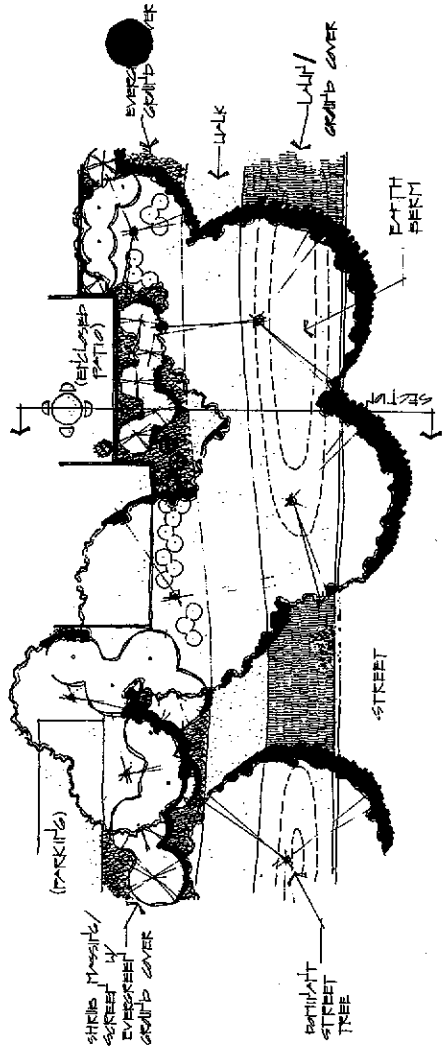 (PARKING)
SHRUB MASSING/
SCREEN W/
EVERGREEN
GROUND COVER
(ENCLOSED
PATIO)
GROUND COVER
WALK
LAWN/
GROUND COVER
EARTH
BERM
SECTION
STREET
DOMINANT
STREET
TREE